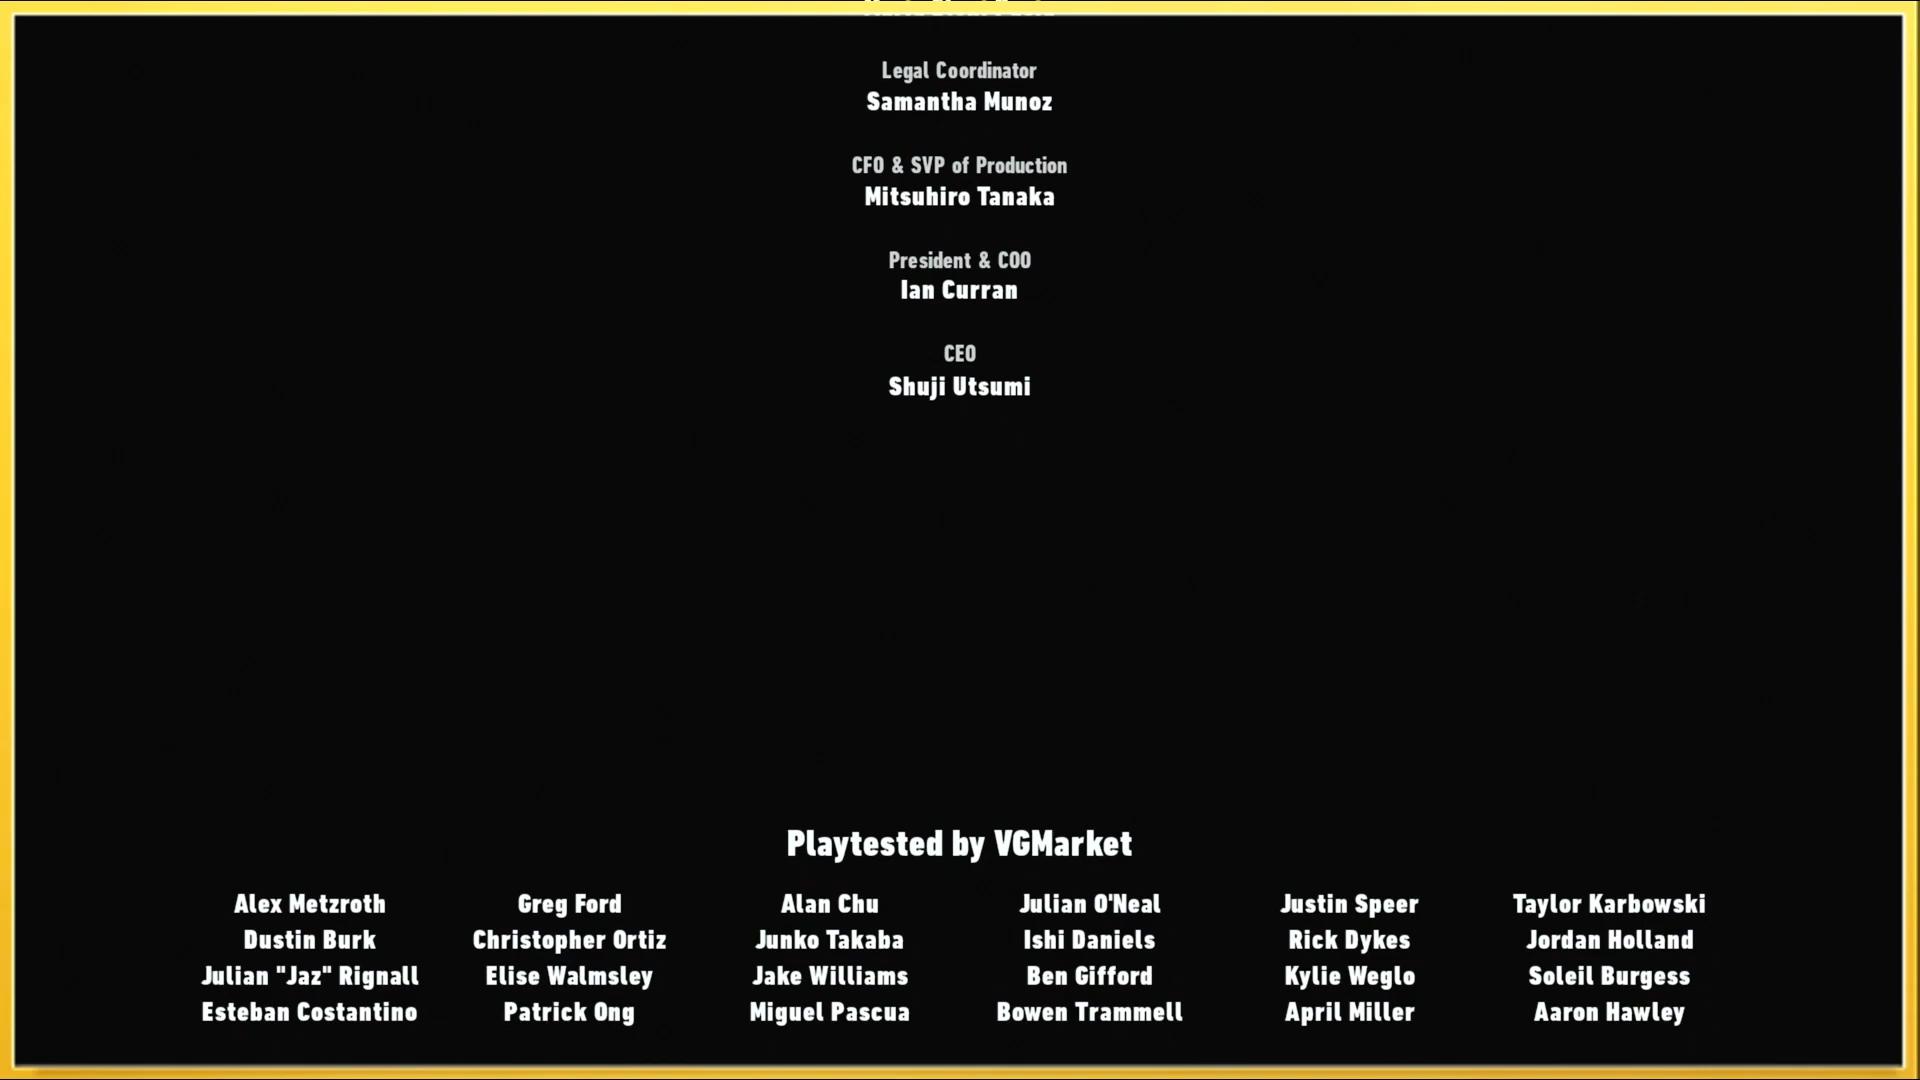 Legal Coordinator
Samantha Munoz
CFO & SVP of Production
Mitsuhiro Tanaka
President & COO
Ian Curran
CEO
Shuji Utsumi
Playtested by VGMarket
Alex Metzroth Greg Ford Alan Chu Julian O'Neal Justin Speer Taylor Karbowski
Dustin Burk Christopher Ortiz Junko Takaba Ishi Daniels Rick Dykes Jordan Holland
Julian "Jaz" Rignall Elise Walmsley Jake Williams Ben Gifford Kylie Weglo Soleil Burgess
Esteban Costantino Patrick Ong Miguel Pascua Bowen Trammell April Miller Aaron Hawley